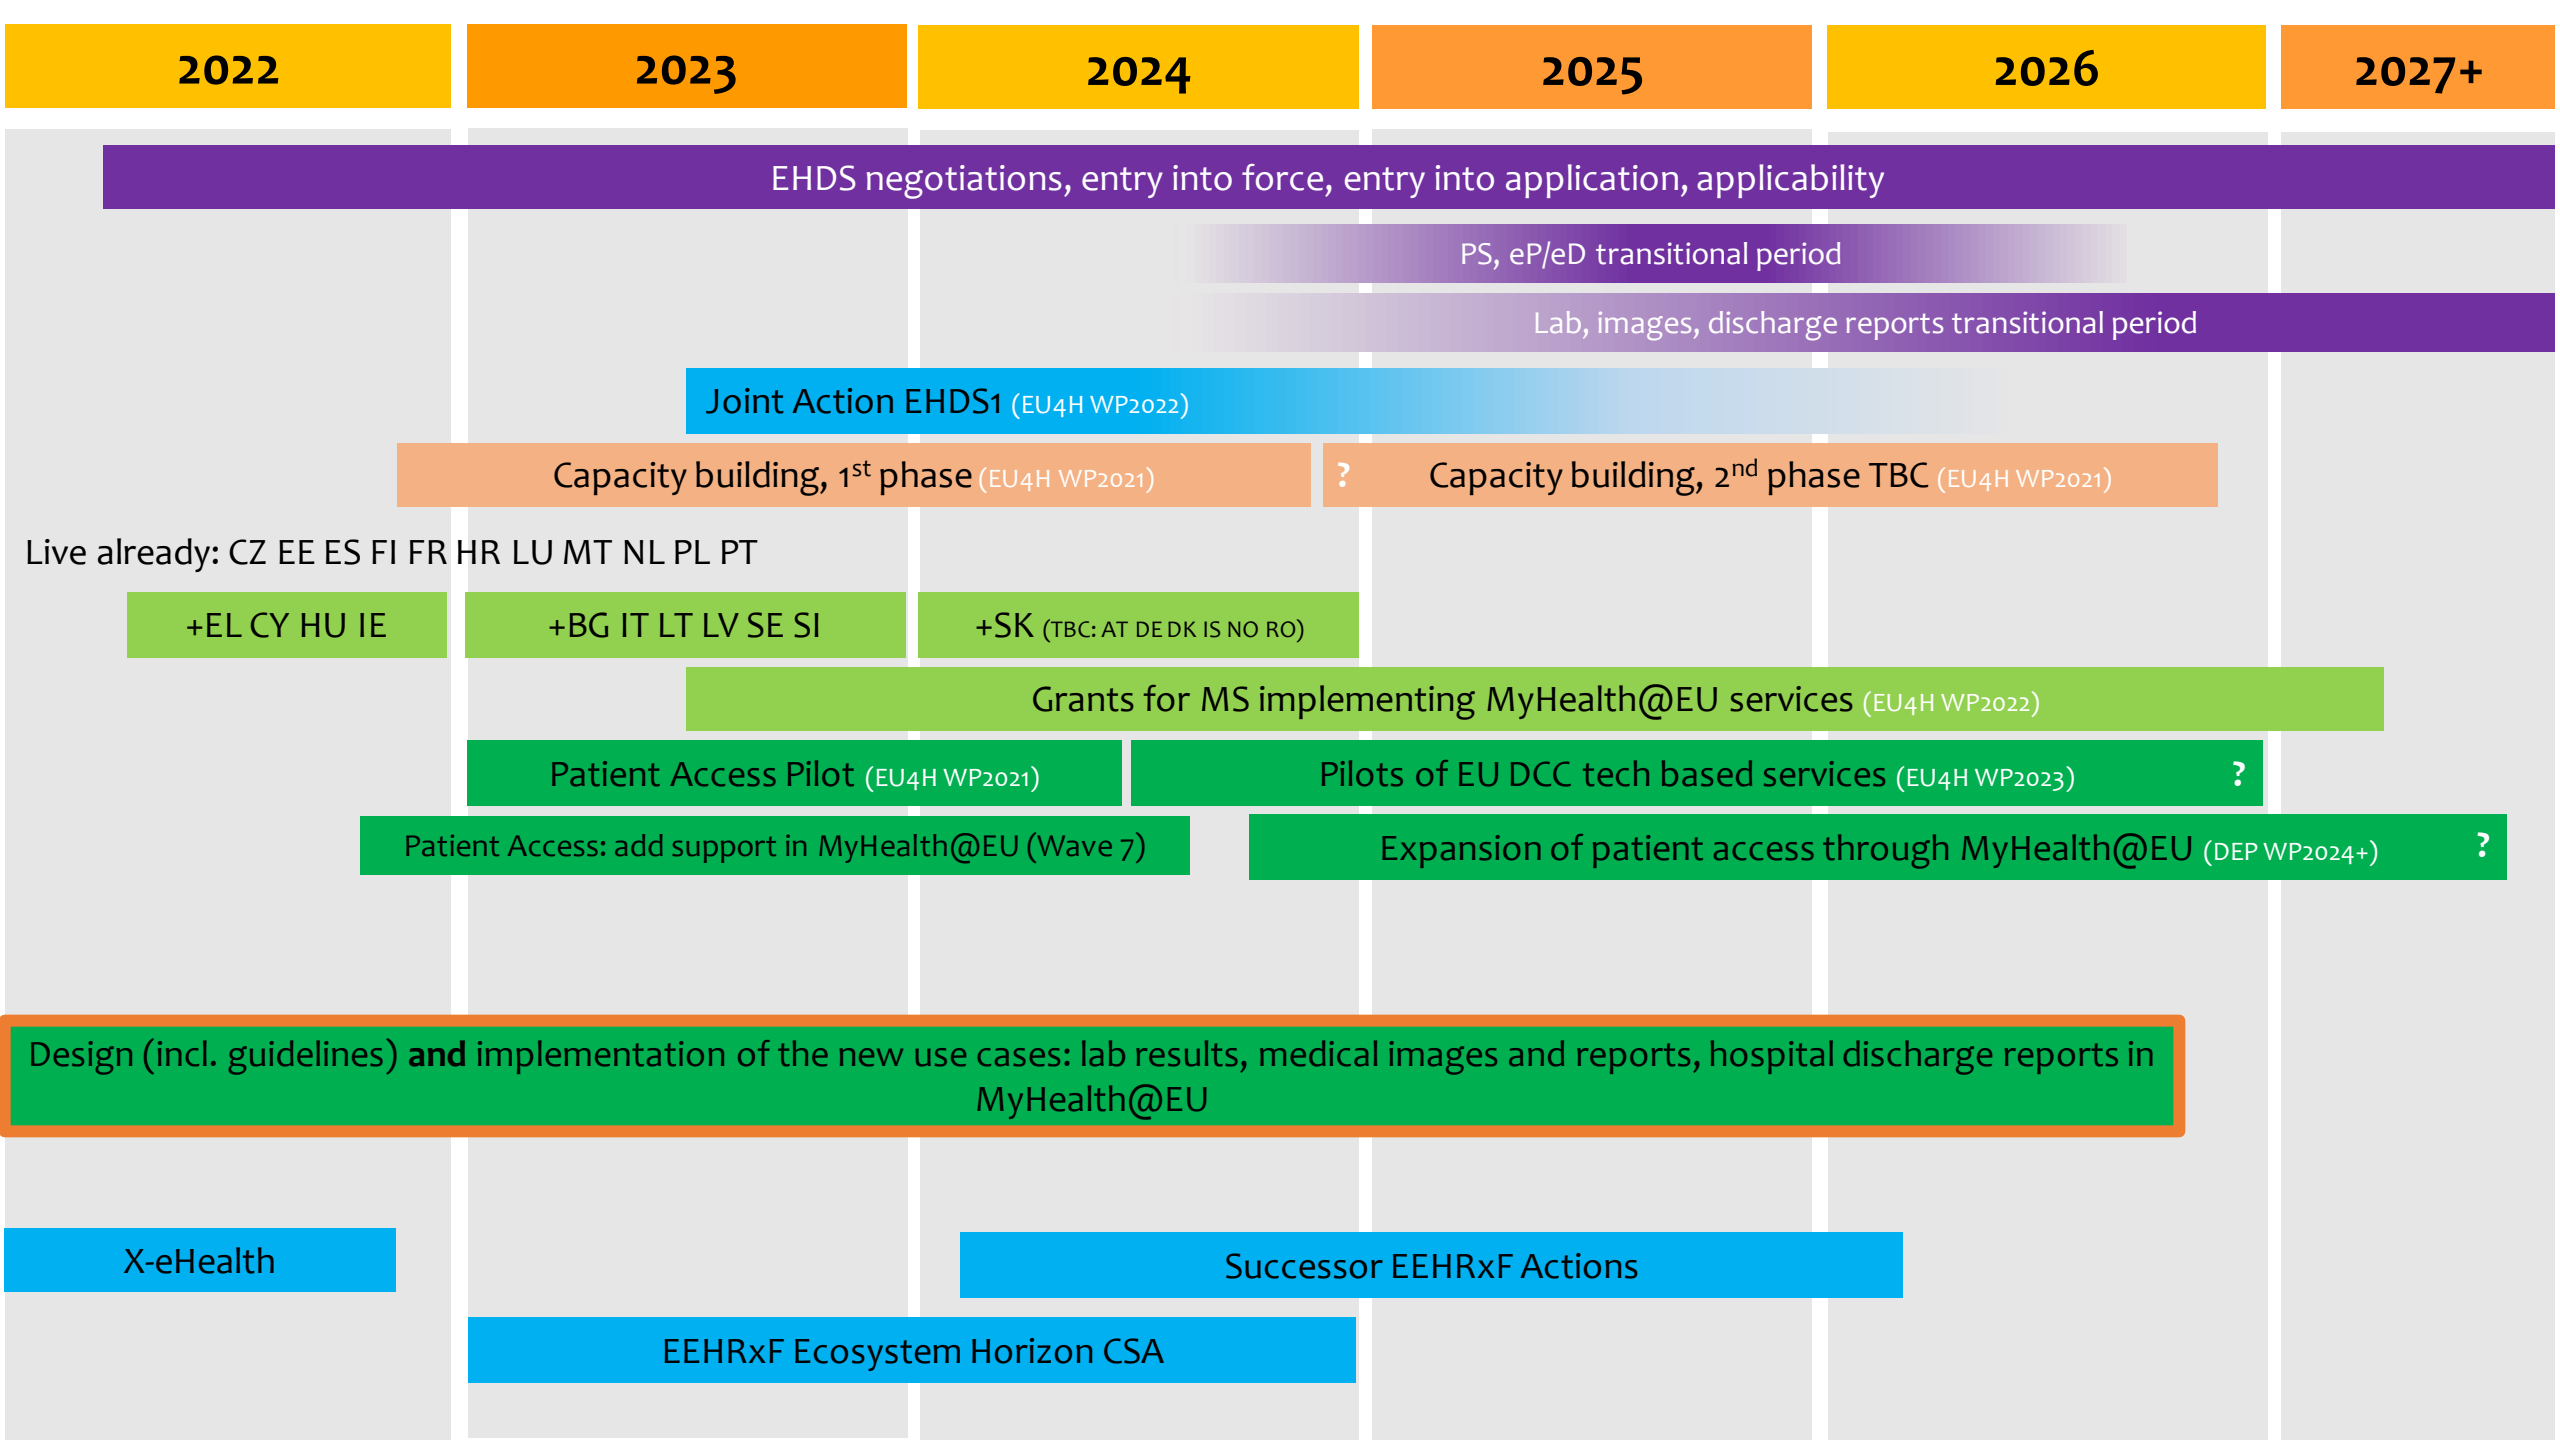 2022 2023 2024 2025 2026 2027+
EHDS negotiations, entry into force, entry into application, applicability
PS, eP/eD transitional period
Lab, images, discharge reports transitional period
Joint Action EHDS1 (EU4H WP2022)
Capacity building, 1st phase (EU4H WP2021)
? Capacity building, 2nd phase TBC (EU4H WP2021)
Live already: CZ EE ES FI FR HR LU MT NL PL PT
+EL CY HU IE
+BG IT LT LV SE SI
+SK (TBC: AT DE DK IS NO RO)
Grants for MS implementing MyHealth@EU services (EU4H WP2022)
Patient Access Pilot (EU4H WP2021)
Pilots of EU DCC tech based services (EU4H WP2023) ?
Patient Access: add support in MyHealth@EU (Wave 7)
Expansion of patient access through MyHealth@EU (DEP WP2024+) ?
Design (incl. guidelines) and implementation of the new use cases: lab results, medical images and reports, hospital discharge reports in
MyHealth@EU
X-eHealth
Successor EEHRxF Actions
EEHRxF Ecosystem Horizon CSA